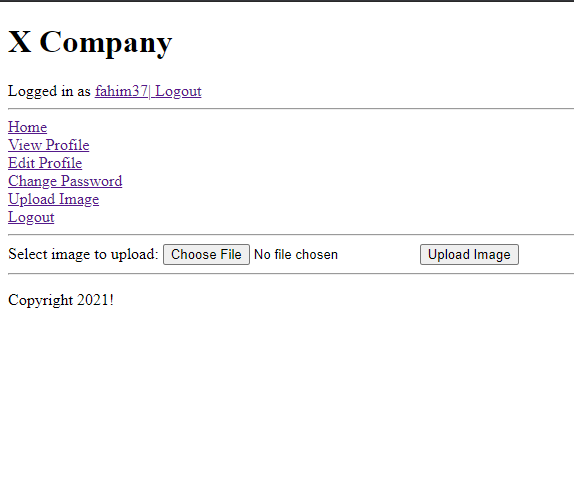 X Company
Logged in as fahim37| Logout
Home
View Profile
Edit Profile
Change Password
Upload Image
Logout
Select image to upload: Choose File No file chosen Upload Image
Copyright 2021!